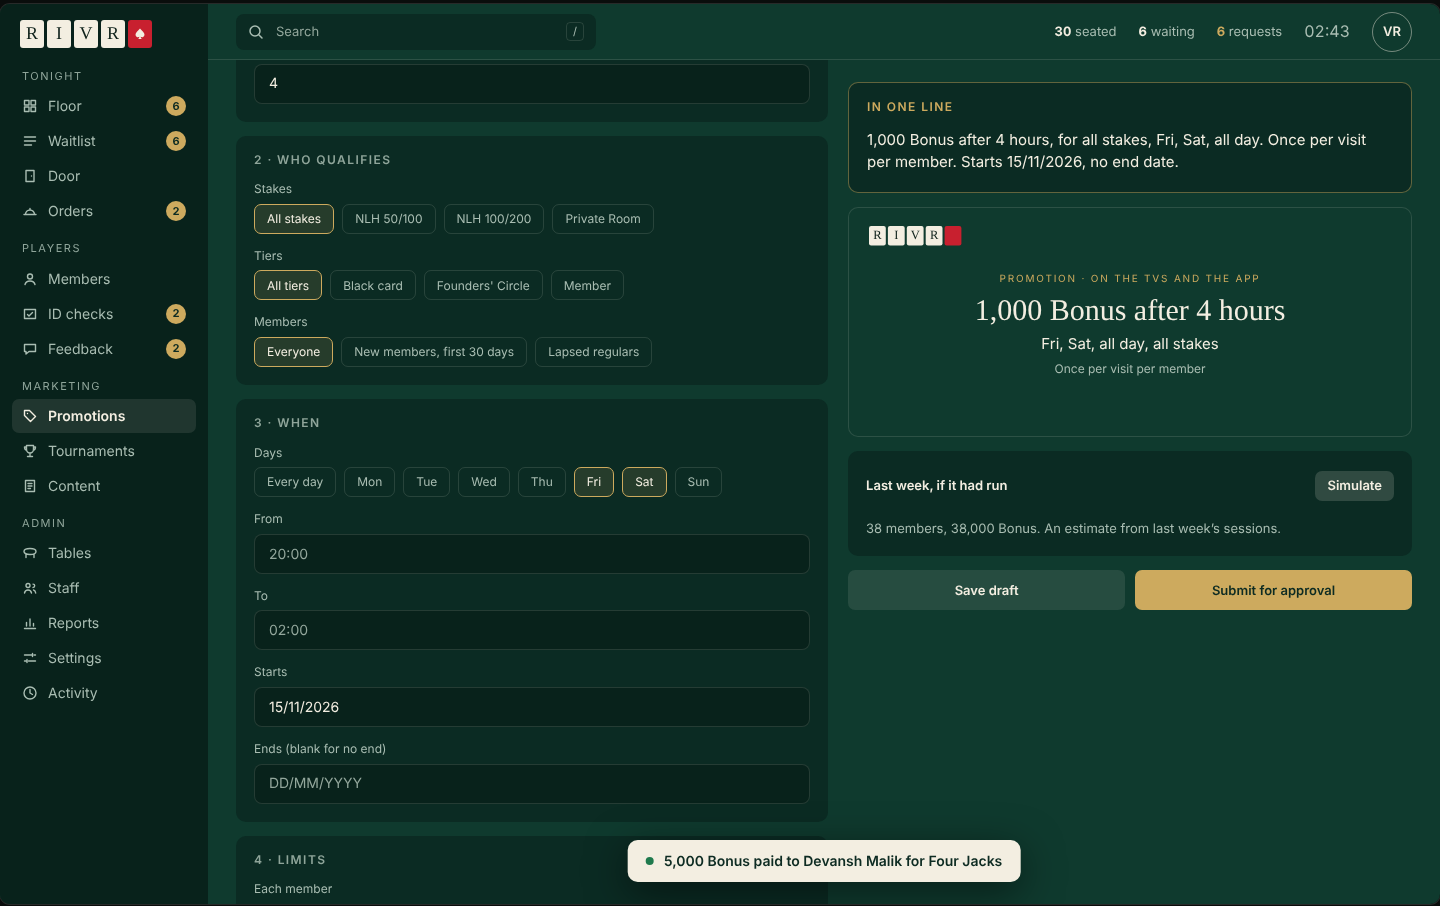 RIVR
TONIGHT
Floor 6
Waitlist 6
Door
Orders 2
PLAYERS
Members
ID checks 2
Feedback 2
MARKETING
Promotions
Tournaments
Content
ADMIN
Tables
Staff
Reports
Settings
Activity
Search /
30 seated 6 waiting 6 requests 02:43 VR
4
2 · WHO QUALIFIES
Stakes
All stakes NLH 50/100 NLH 100/200 Private Room
Tiers
All tiers Black card Founders' Circle Member
Members
Everyone New members, first 30 days Lapsed regulars
3 · WHEN
Days
Every day Mon Tue Wed Thu Fri Sat Sun
From
20:00
To
02:00
Starts
15/11/2026
Ends (blank for no end)
DD/MM/YYYY
4 · LIMITS
Each member
IN ONE LINE
1,000 Bonus after 4 hours, for all stakes, Fri, Sat, all day. Once per visit
per member. Starts 15/11/2026, no end date.
RIVR
PROMOTION · ON THE TVS AND THE APP
1,000 Bonus after 4 hours
Fri, Sat, all day, all stakes
Once per visit per member
Last week, if it had run Simulate
38 members, 38,000 Bonus. An estimate from last week’s sessions.
Save draft Submit for approval
5,000 Bonus paid to Devansh Malik for Four Jacks